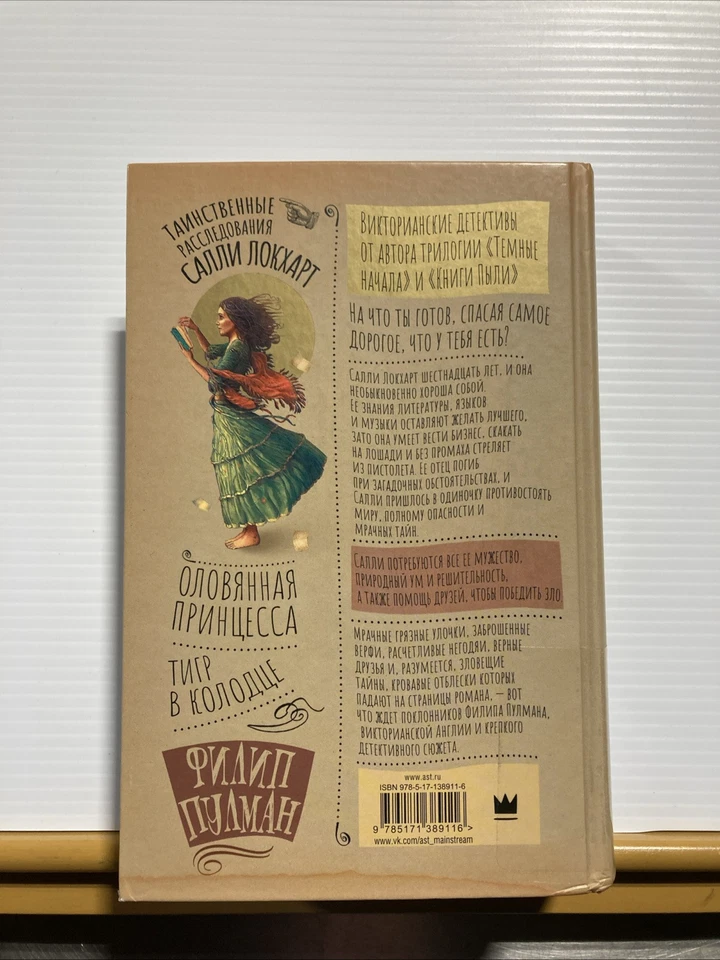 Таинственные
расследования
Салли Локхарт
Оловянная
принцесса
Тигр
в колодце
Филип
Пулман
Викторианские детективы
от автора трилогии «Темные
начала» и «Книги Пыли»
На что ты готов, спасая самое
дорогое, что у тебя есть?
Салли Локхарт шестнадцать лет, и она
необыкновенно хороша собой.
Ее знания литературы, языков
и музыки оставляют желать лучшего,
зато она умеет вести бизнес, скакать
на лошади и без промаха стреляет
из пистолета. Ее отец погиб
при загадочных обстоятельствах, и
Салли пришлось в одиночку противостоять
миру, полному опасности и
мрачных тайн.
Салли потребуются все ее мужество,
природный ум и решительность,
а также помощь друзей, чтобы победить зло
Мрачные грязные улочки, заброшенные
верфи, расчетливые негодяи, верные
друзья и, разумеется, зловещие
тайны, кровавые отблески которых
падают на страницы романа, — вот
что ждет поклонников Филипа Пулмана,
викторианской Англии и крепкого
детективного сюжета.
www.ast.ru
ISBN 978-5-17-138911-6
9 785171 389116 >
www.vk.com/ast_mainstream